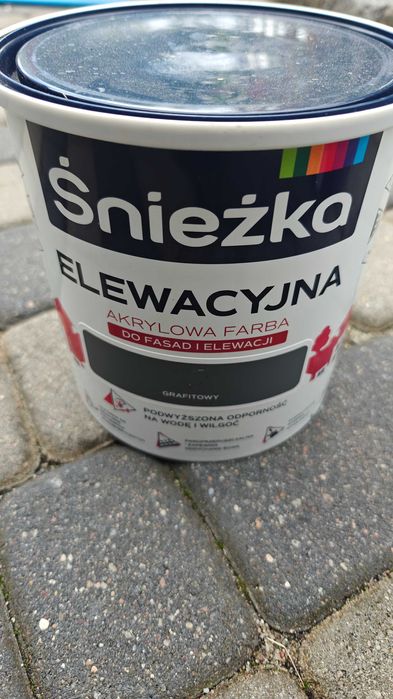 Śnieżka
ELEWACYJNA
AKRYLOWA FARBA
DO FASAD I ELEWACJI
GRAFITOWY
PODWYŻSZONA ODPORNOŚĆ
NA WODĘ I WILGOĆ